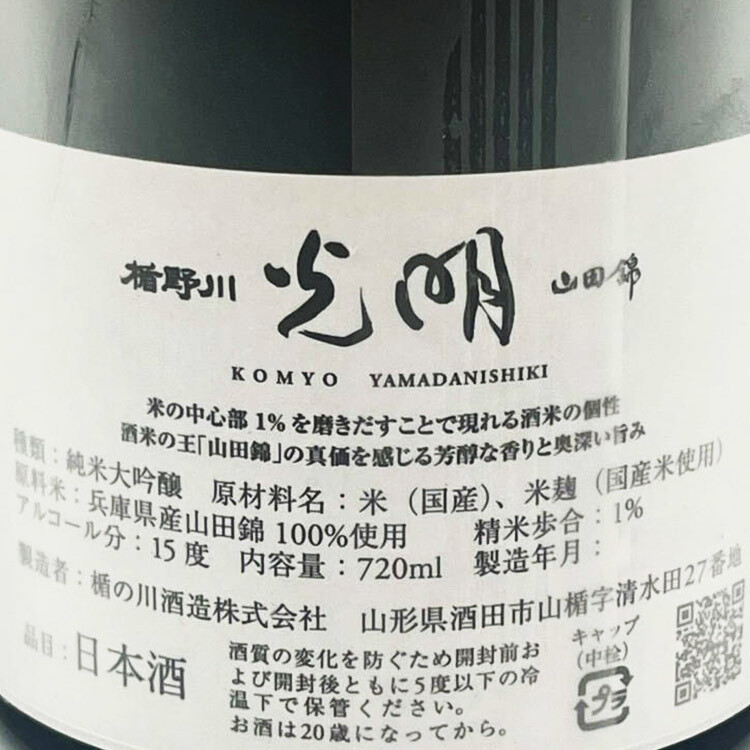 楯野川 光明 山田錦
KOMYO YAMADANISHIKI
米の中心部1%を磨きだすことで現れる酒米の個性
酒米の王「山田錦」の真価を感じる芳醇な香りと奥深い旨み
種類：純米大吟醸 原材料名：米（国産）、米麹（国産米使用）
原料米：兵庫県産山田錦 100%使用 精米歩合：1%
アルコール分：15度 内容量：720ml 製造年月：
製造者：楯の川酒造株式会社 山形県酒田市山楯字清水田27番地
品目：日本酒
酒質の変化を防ぐため開封前お
よび開封後ともに5度以下の冷
温下で保管ください。
お酒は20歳になってから。
キャップ
（中栓）
プラ